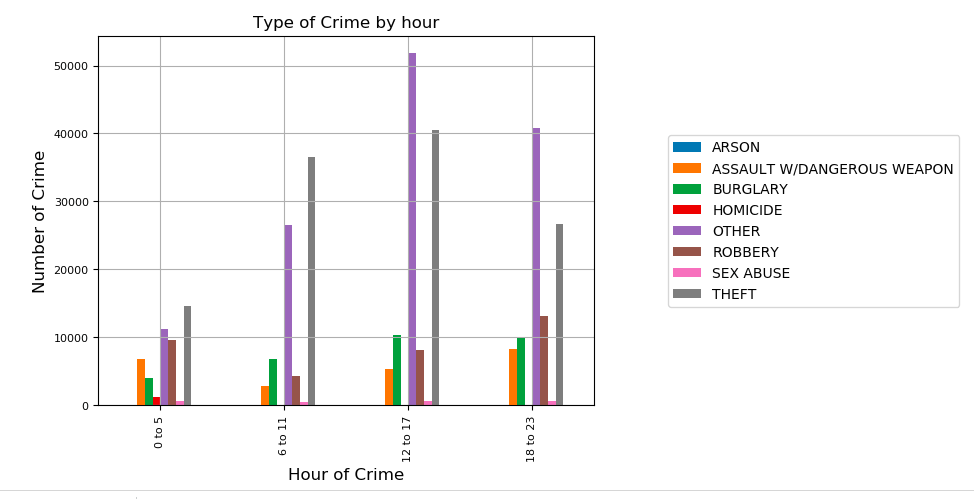 Type of Crime by hour
Number of Crime
50000
40000
30000
20000
10000
0
0 to 5
6 to 11
12 to 17
18 to 23
Hour of Crime
ARSON
ASSAULT W/DANGEROUS WEAPON
BURGLARY
HOMICIDE
OTHER
ROBBERY
SEX ABUSE
THEFT